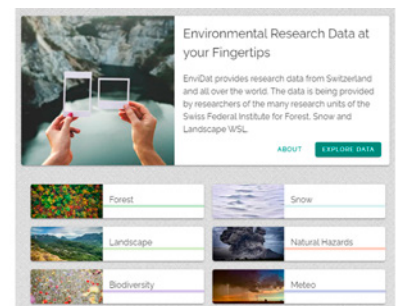 Environmental Research Data at
your Fingertips
EnviDat provides research data from Switzerland
and all over the world. The data is being provided
by researchers of the many research units of the
Swiss Federal Institute for Forest, Snow and
Landscape WSL.
ABOUT EXPLORE DATA
Forest Snow
Landscape Natural Hazards
Biodiversity Meteo